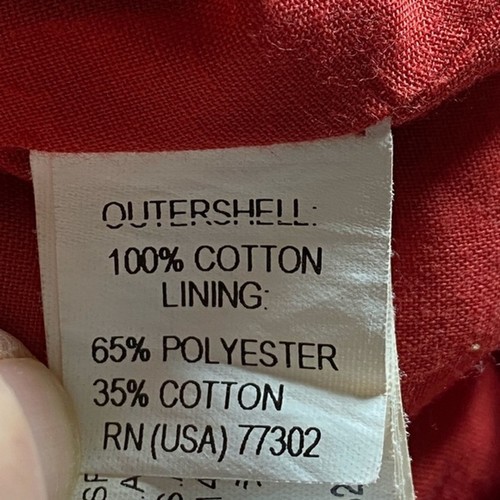 OUTERSHELL:
100% COTTON
LINING:
65% POLYESTER
35% COTTON
RN (USA) 77302